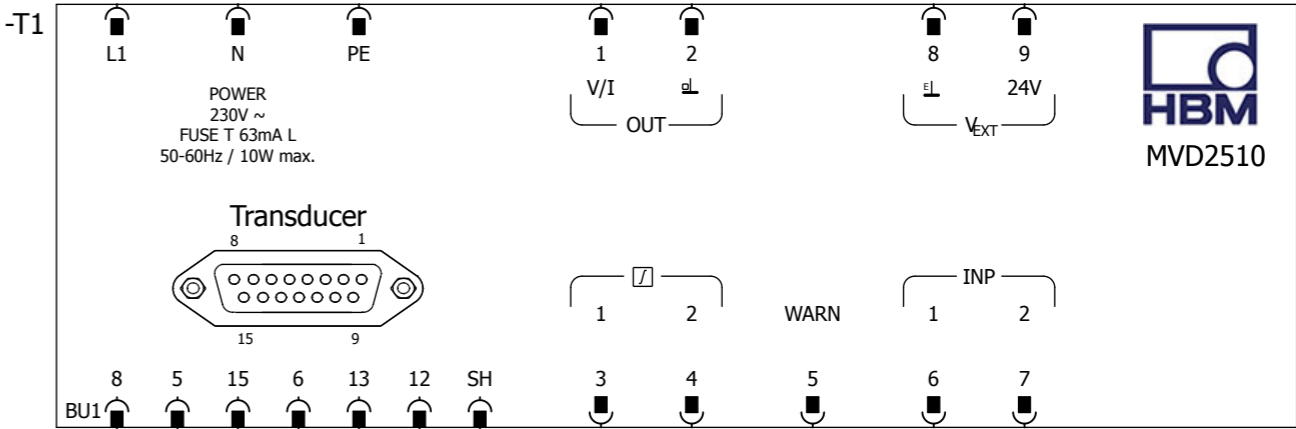 -T1
L1 N PE 1 2 8 9
V/I 24V
OUT VEXT
POWER
230V ~
FUSE T 63mA L
50-60Hz / 10W max.
HBM
MVD2510
Transducer
8 1
15 9
INP
1 2 WARN 1 2
8 5 15 6 13 12 SH 3 4 5 6 7
BU1